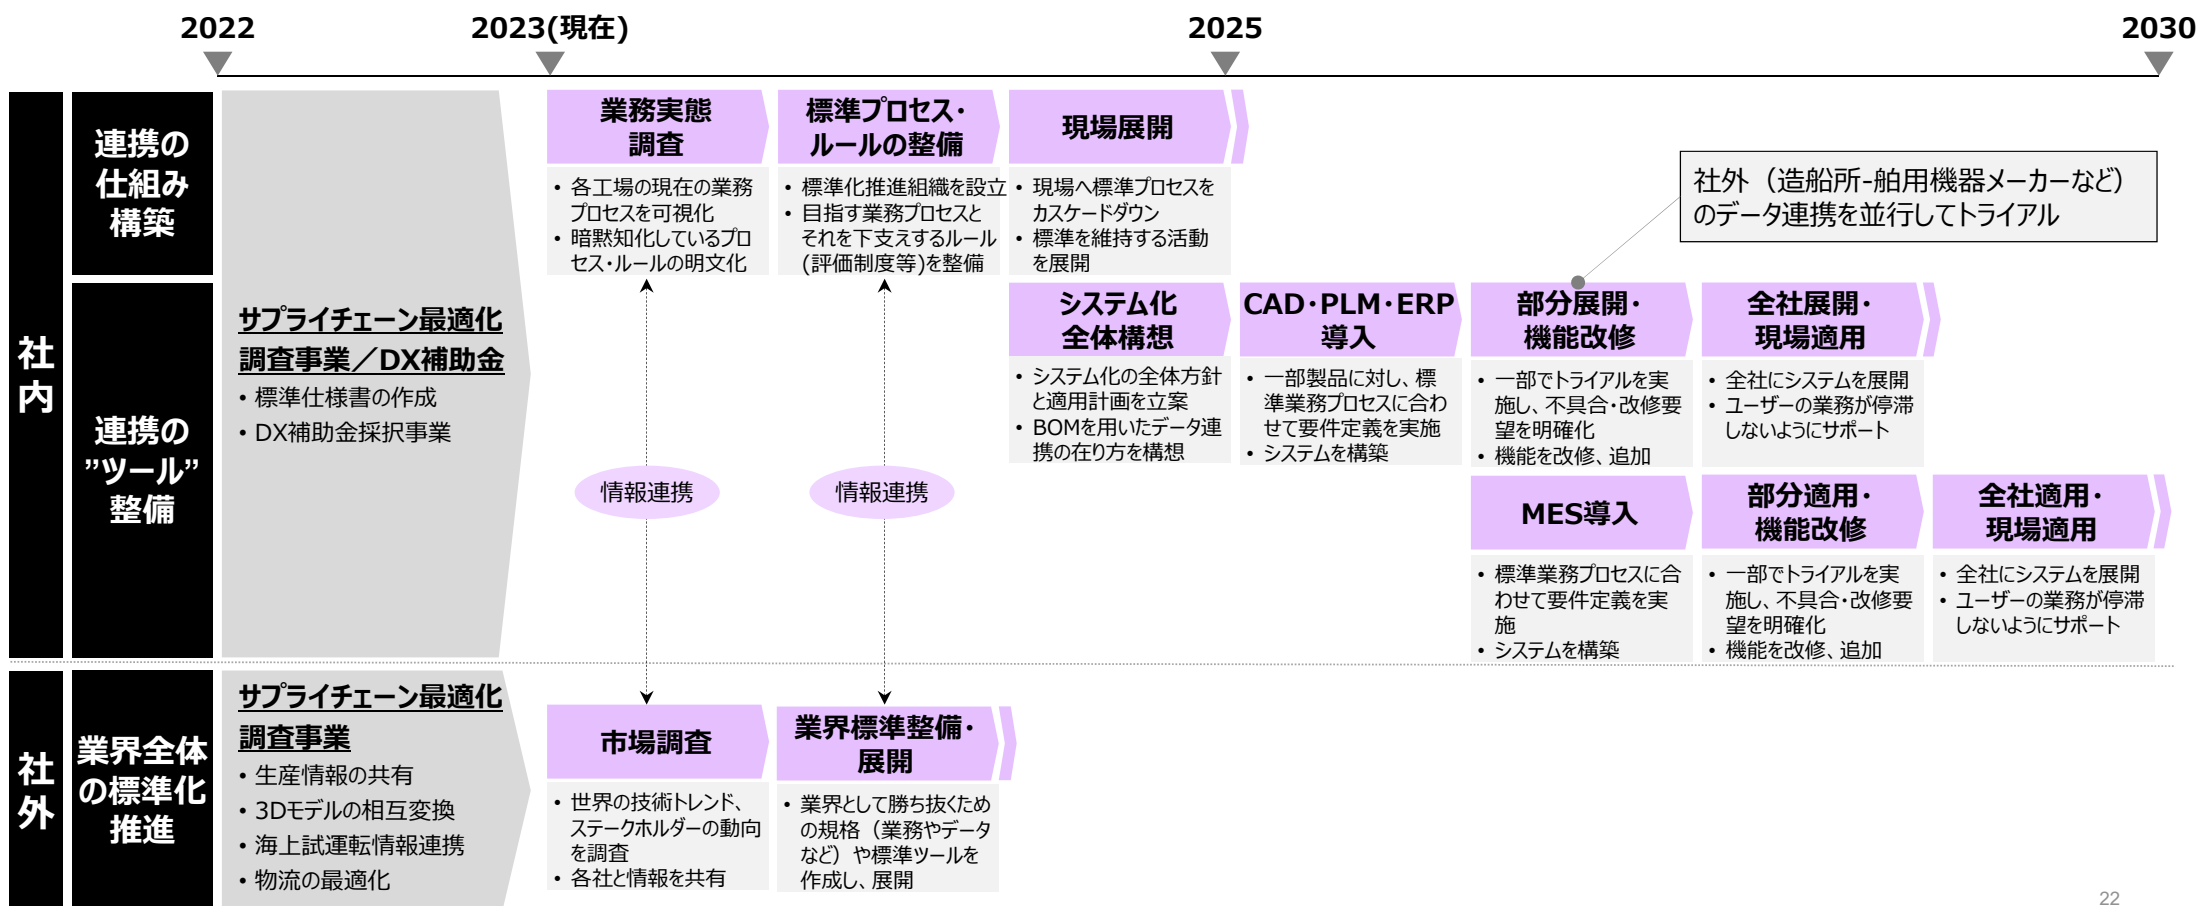 2022
2023(現在)
2025
2030
社内
連携の
仕組み
構築
業務実態
調査
• 各工場の現在の業務
プロセスを可視化
• 暗黙知化しているプロ
セス・ルールの明文化
標準プロセス・
ルールの整備
• 標準化推進組織を設立
• 目指す業務プロセスと
それを下支えするルール
(評価制度等)を整備
現場展開
• 現場へ標準プロセスを
カスケードダウン
• 標準を維持する活動
を展開
社外（造船所-舶用機器メーカーなど）
のデータ連携を並行してトライアル
連携の
”ツール”
整備
サプライチェーン最適化
調査事業／DX補助金
• 標準仕様書の作成
• DX補助金採択事業
システム化
全体構想
• システム化の全体方針
と適用計画を立案
• BOMを用いたデータ連
携の在り方を構想
CAD・PLM・ERP
導入
• 一部製品に対し、標
準業務プロセスに合わ
せて要件定義を実施
• システムを構築
部分展開・
機能改修
• 一部でトライアルを実
施し、不具合・改修要
望を明確化
• 機能を改修、追加
全社展開・
現場適用
• 全社にシステムを展開
• ユーザーの業務が停滞
しないようにサポート
情報連携
情報連携
MES導入
• 標準業務プロセスに合
わせて要件定義を実
施
• システムを構築
部分適用・
機能改修
• 一部でトライアルを実
施し、不具合・改修要
望を明確化
• 機能を改修、追加
全社適用・
現場適用
• 全社にシステムを展開
• ユーザーの業務が停滞
しないようにサポート
社外
業界全体
の標準化
推進
サプライチェーン最適化
調査事業
• 生産情報の共有
• 3Dモデルの相互変換
• 海上試運転情報連携
• 物流の最適化
市場調査
• 世界の技術トレンド、
ステークホルダーの動向
を調査
• 各社と情報を共有
業界標準整備・
展開
• 業界として勝ち抜くため
の規格（業務やデータ
など）や標準ツールを
作成し、展開
22